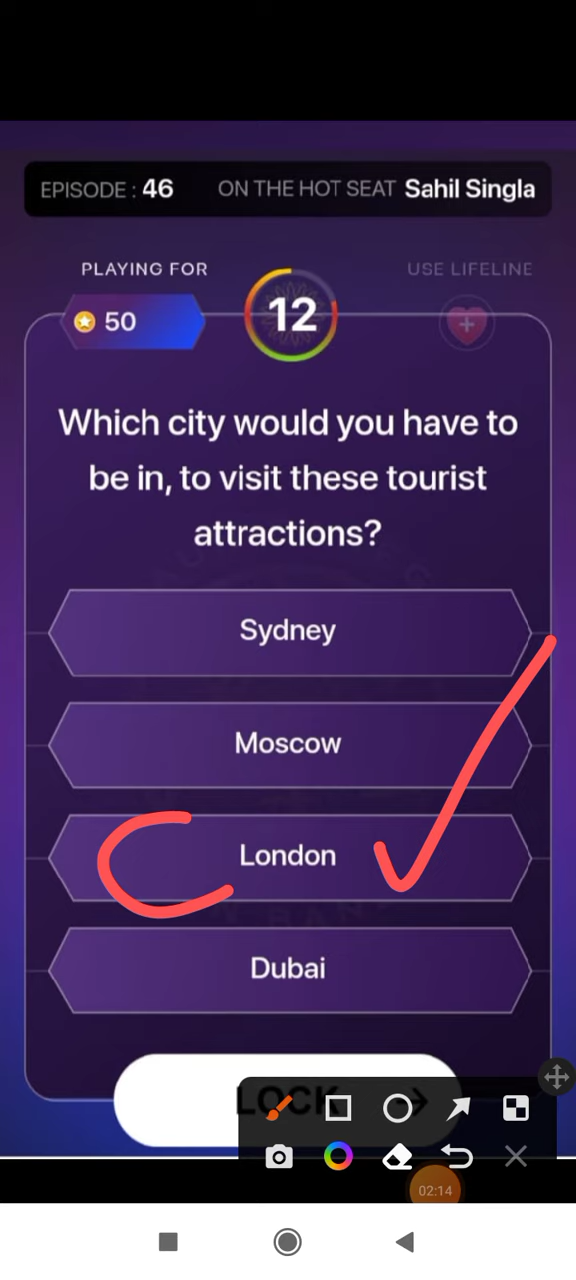 EPISODE : 46 ON THE HOT SEAT Sahil Singla
PLAYING FOR
USE LIFELINE
50
12
Which city would you have to
be in, to visit these tourist
attractions?
Sydney
Moscow
C London
Dubai
LOCK
02:14